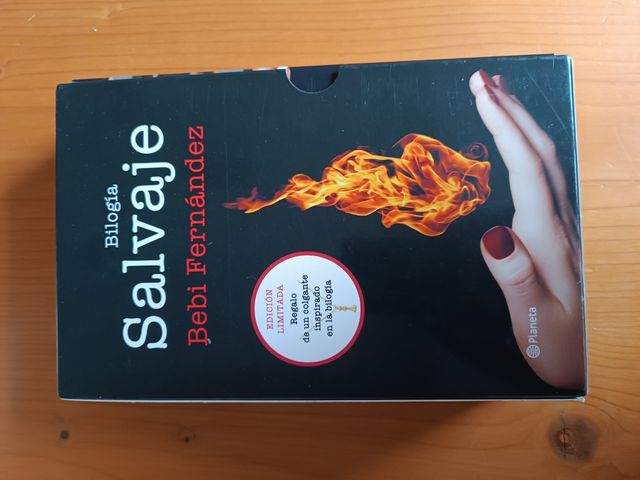 Bilogía
Salvaje
Bebi Fernández
EDICIÓN
LIMITADA
Regalo
de un colgante
inspirado
en la bilogía
Planeta